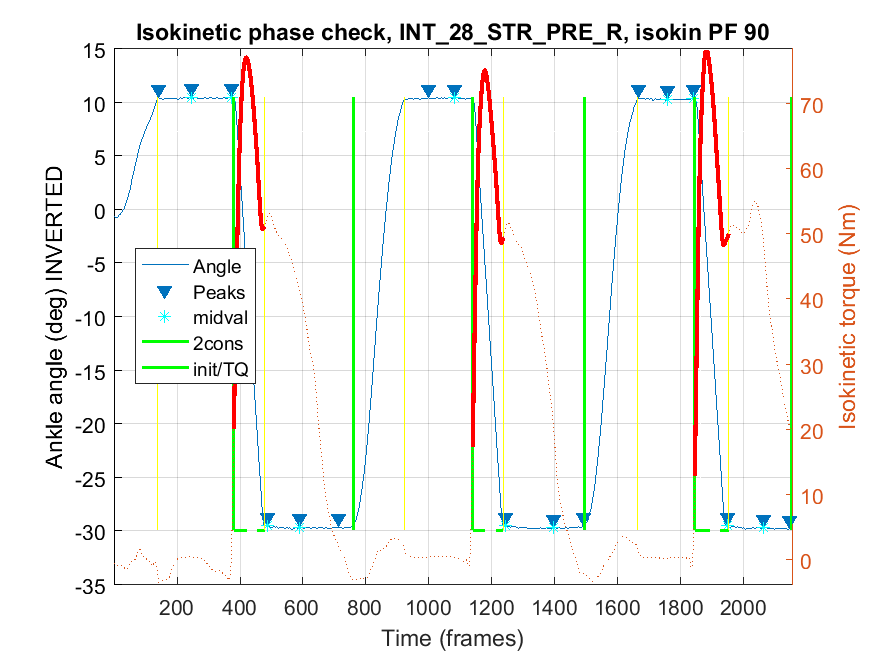 Isokinetic phase check, INT_28_STR_PRE_R, isokin PF 90
Ankle angle (deg) INVERTED
15
10
5
0
-5
-10
-15
-20
-25
-30
-35
Angle
Peaks
midval
2cons
init/TQ
70
60
50
40
30
20
10
0
Isokinetic torque (Nm)
200 400 600 800 1000 1200 1400 1600 1800 2000
Time (frames)